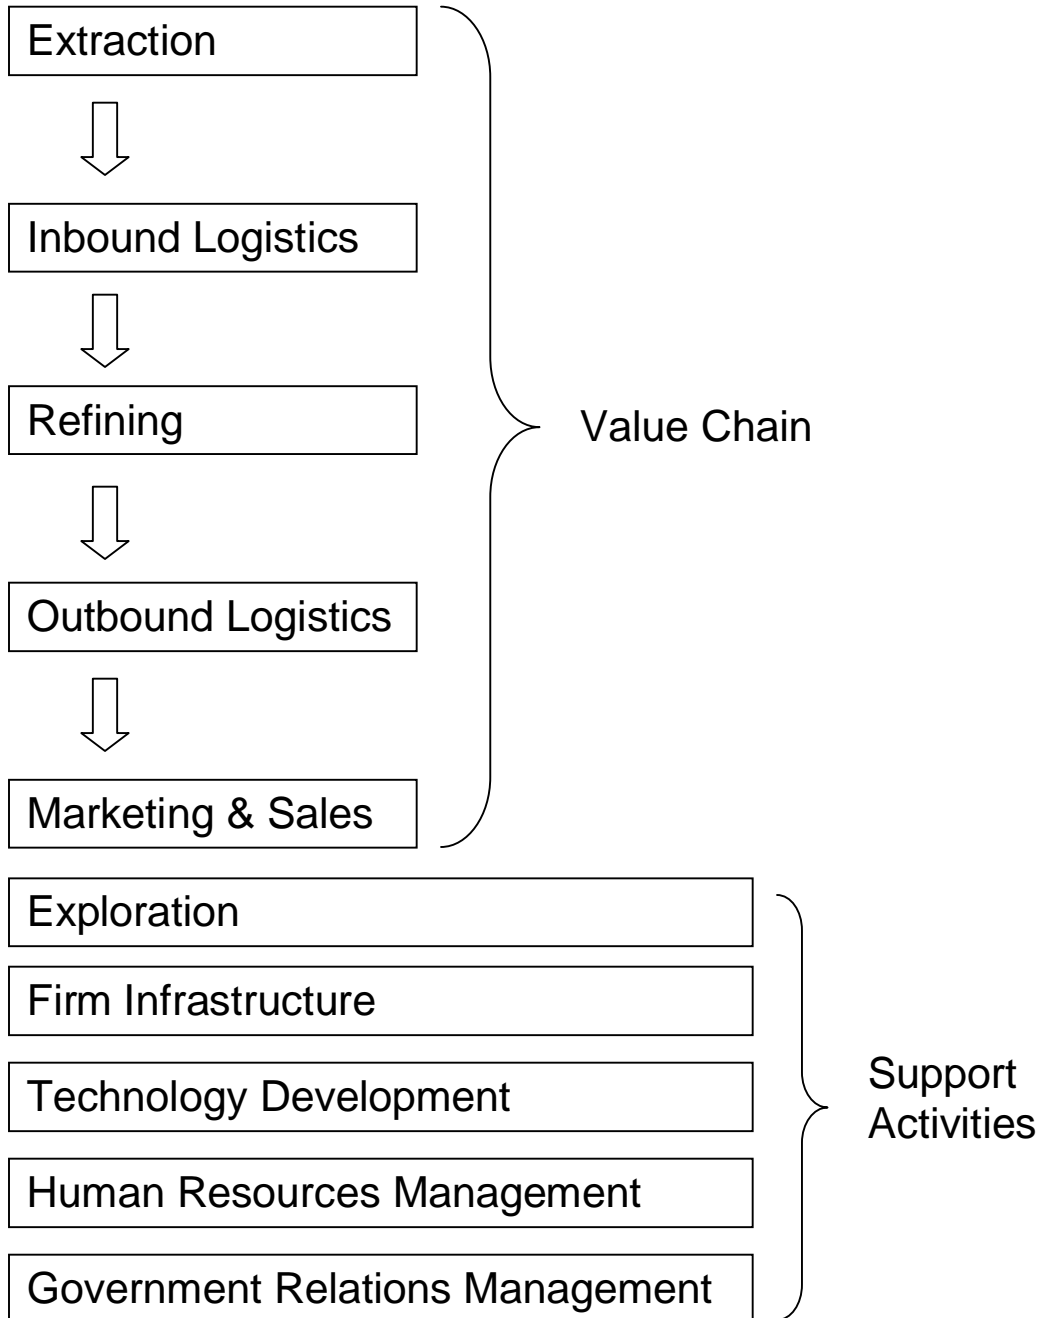 Extraction
Inbound Logistics
Refining
Value Chain
Outbound Logistics
Marketing & Sales
Exploration
Firm Infrastructure
Technology Development
Support
Activities
Human Resources Management
Government Relations Management